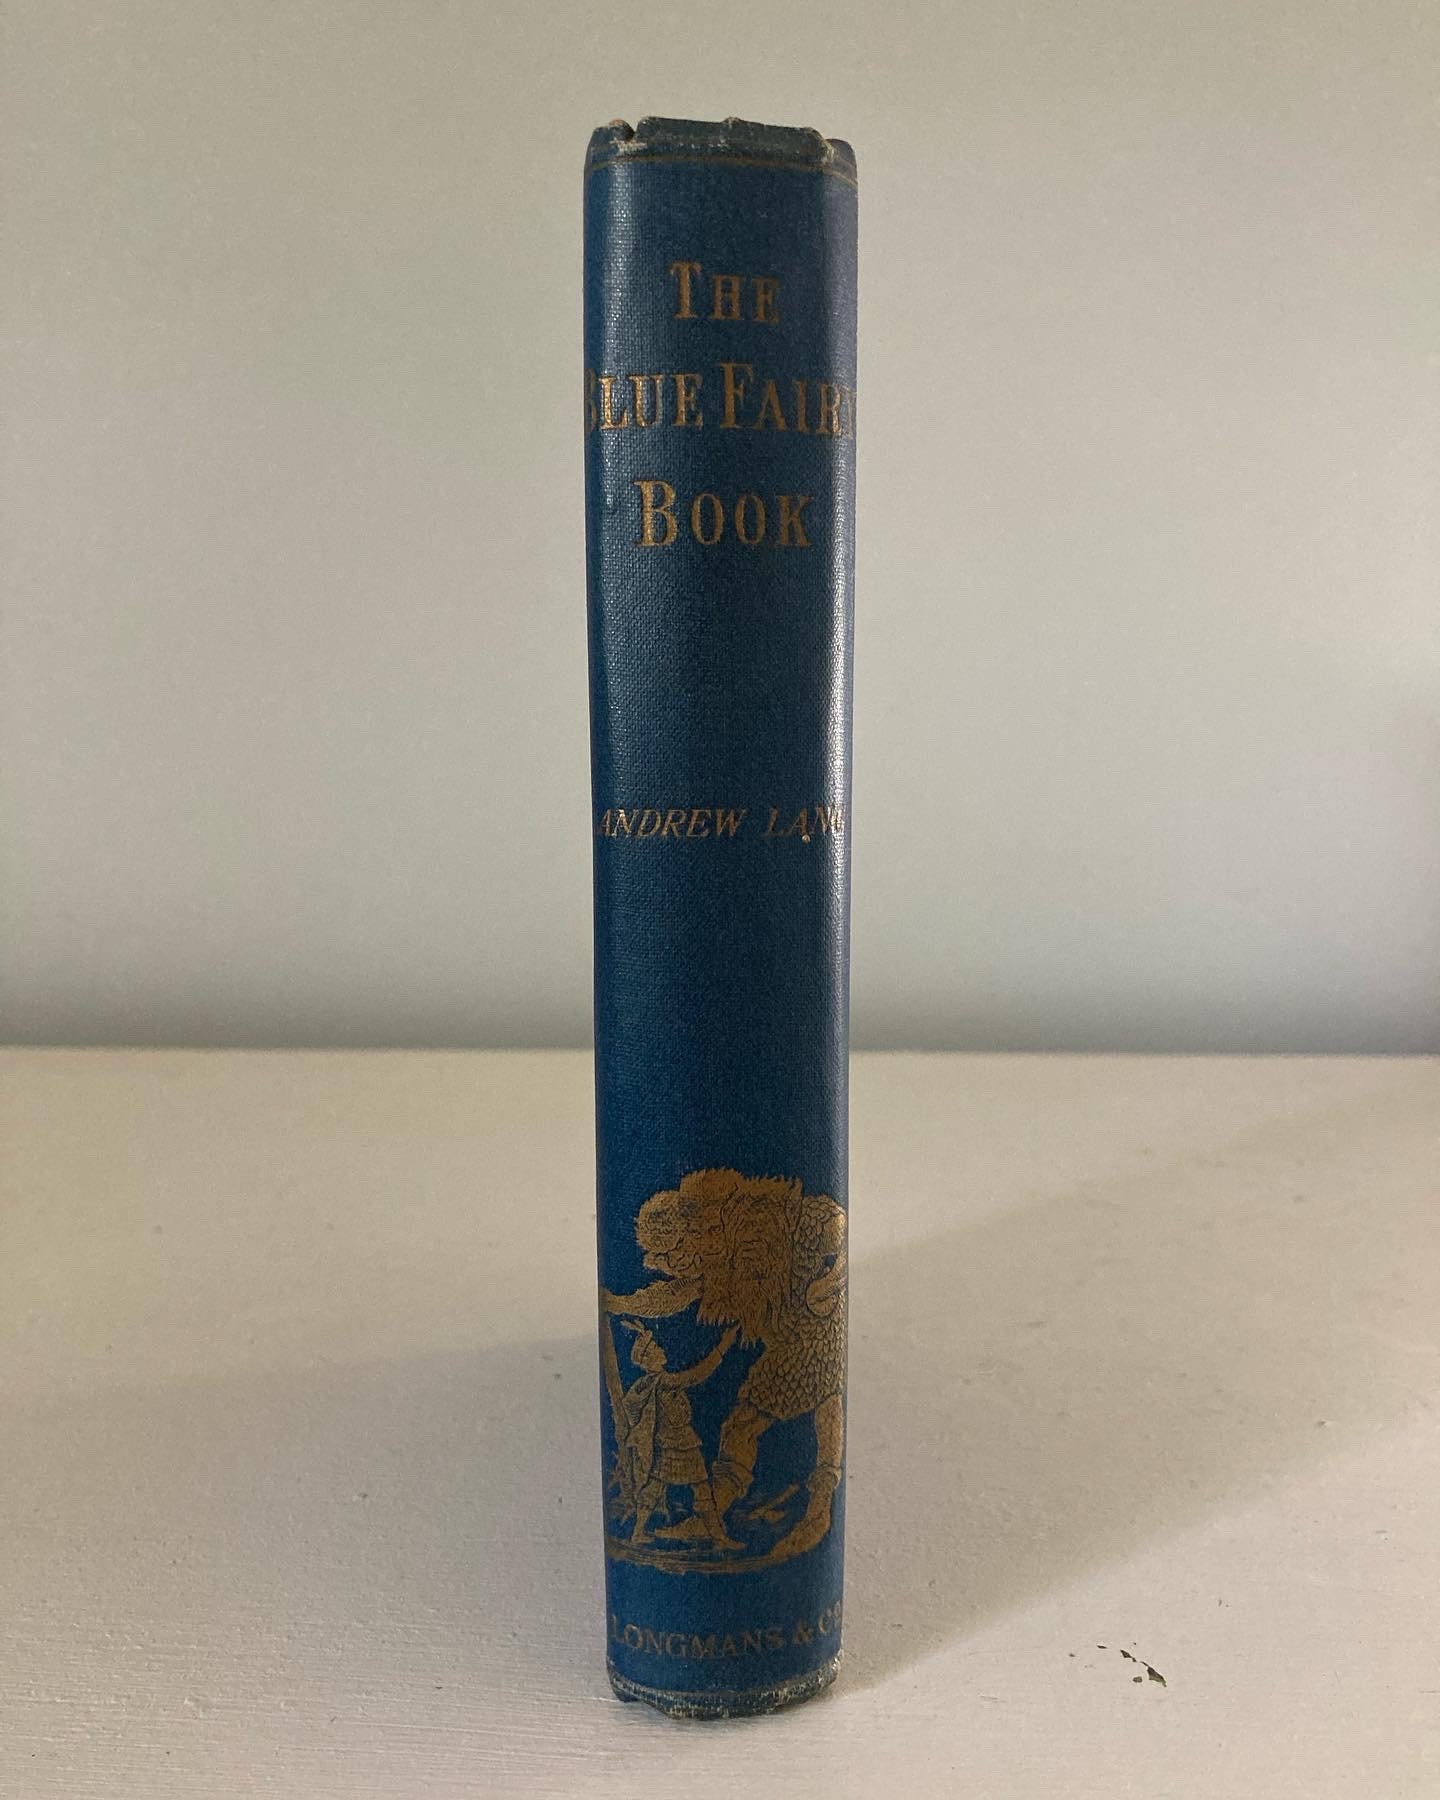 THE
BLUE FAIRY
BOOK
ANDREW LANG
LONGMANS & Co